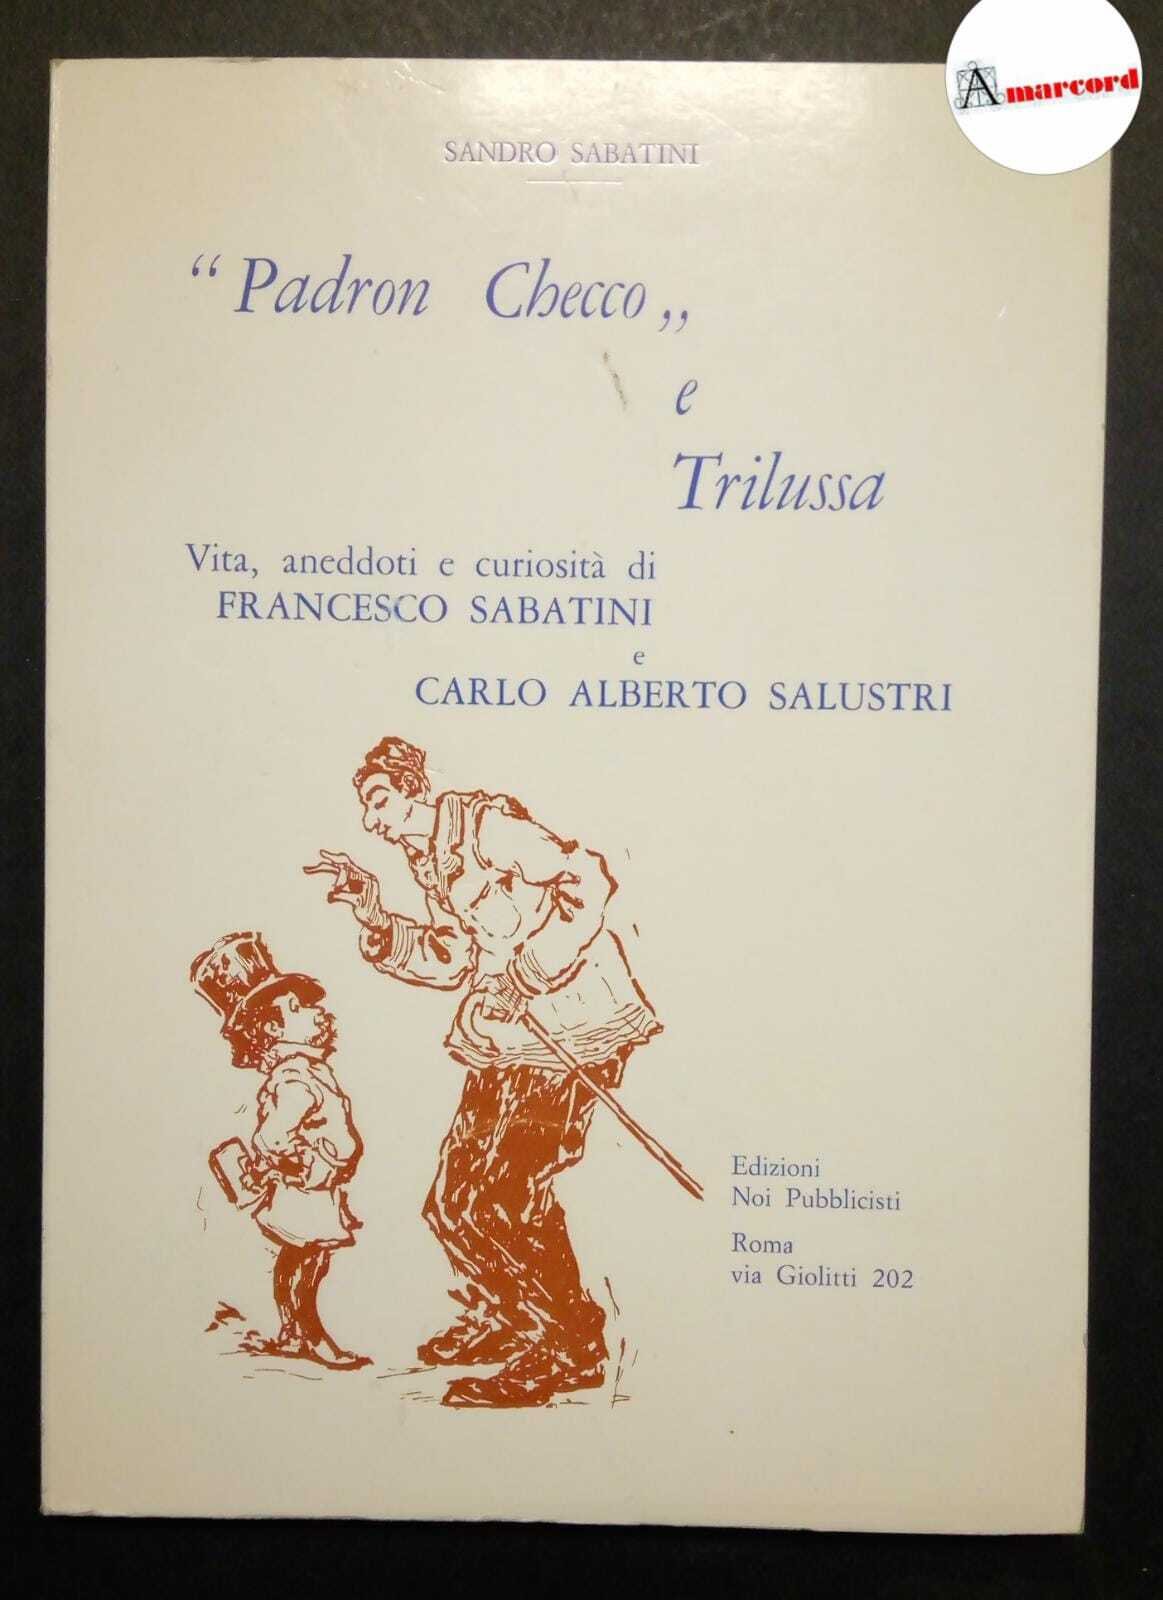 Amarcord
SANDRO SABATINI
“Padron Checco„
e
Trilussa
Vita, aneddoti e curiosità di
FRANCESCO SABATINI
e
CARLO ALBERTO SALUSTRI
Edizioni
Noi Pubblicisti
Roma
via Giolitti 202